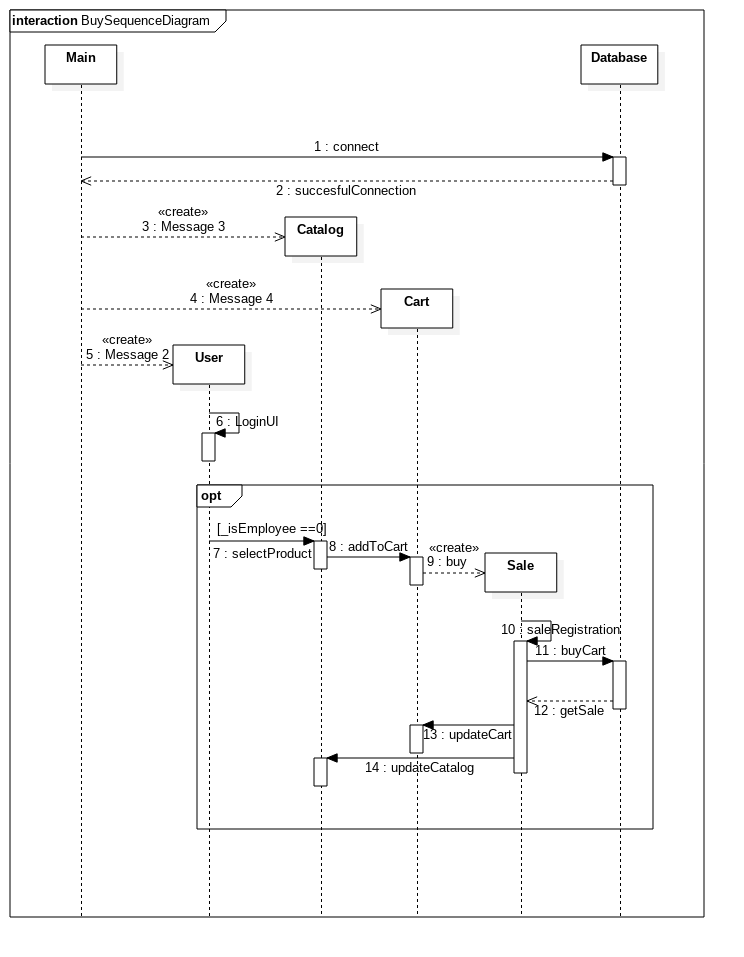 interaction BuySequenceDiagram
Main
Database
1 : connect
2 : succesfulConnection
«create»
3 : Message 3
Catalog
«create»
4 : Message 4
Cart
«create»
5 : Message 2
User
6 : LoginUI
opt
[_isEmployee ==0]
7 : selectProduct
8 : addToCart
«create»
9 : buy
Sale
10 : saleRegistration
11 : buyCart
12 : getSale
13 : updateCart
14 : updateCatalog